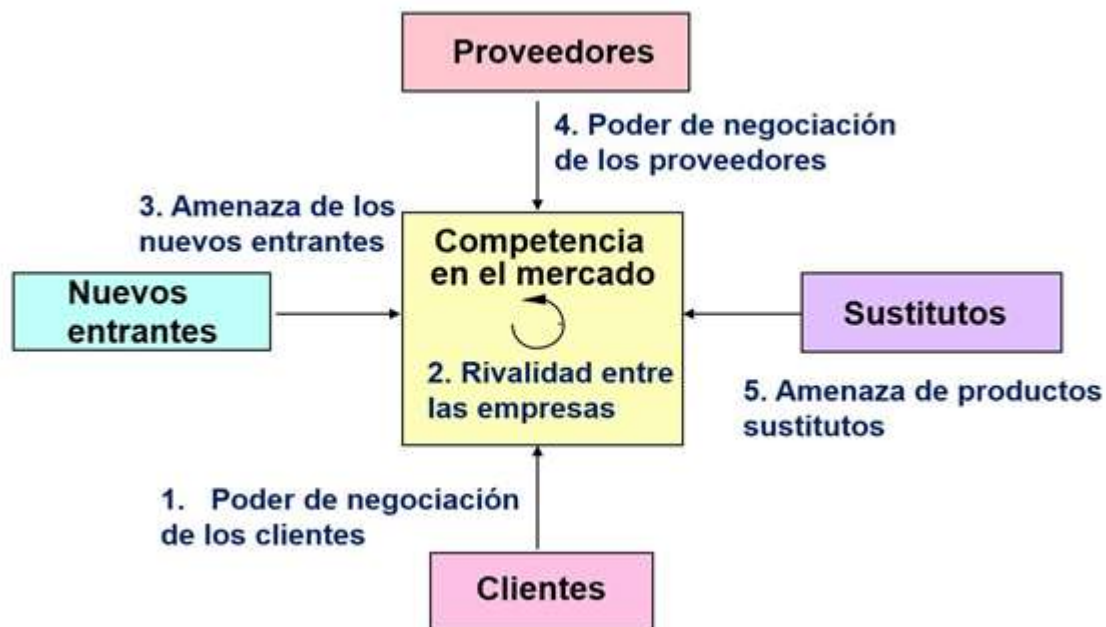 Proveedores
4. Poder de negociación
de los proveedores
3. Amenaza de los
nuevos entrantes
Competencia
en el mercado
Nuevos
entrantes
Sustitutos
2. Rivalidad entre
las empresas
5. Amenaza de productos
sustitutos
1. Poder de negociación
de los clientes
Clientes